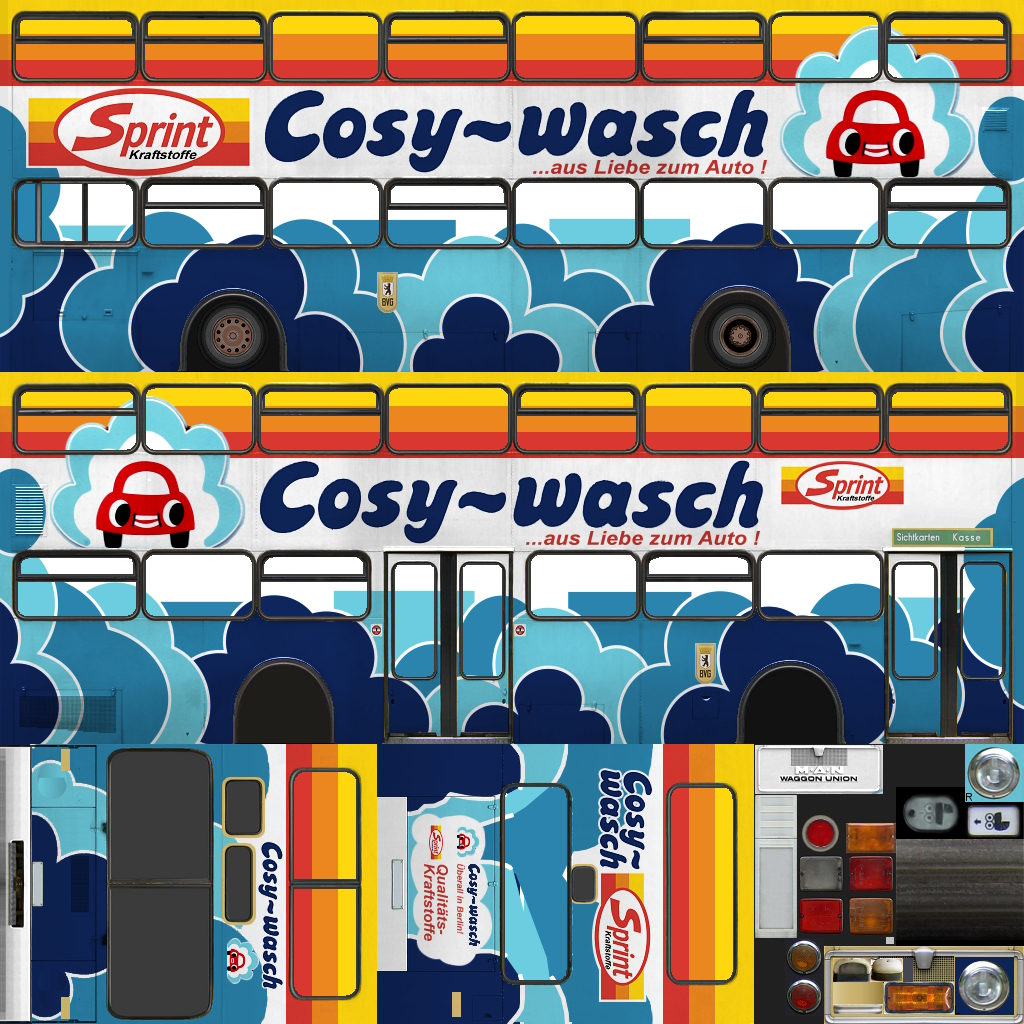 Sprint
Kraftstoffe
Cosy~wasch
...aus Liebe zum Auto !
BVG
Cosy~wasch
...aus Liebe zum Auto !
Sprint
Kraftstoffe
Sichtkarten Kasse
BVG
Cosy~wasch
Cosy~wasch
Überall in Berlin!
Sprint
Qualitäts-
Kraftstoffe
Cosy~
wasch
Sprint
Kraftstoffe
MAN
WAGGON UNION
R